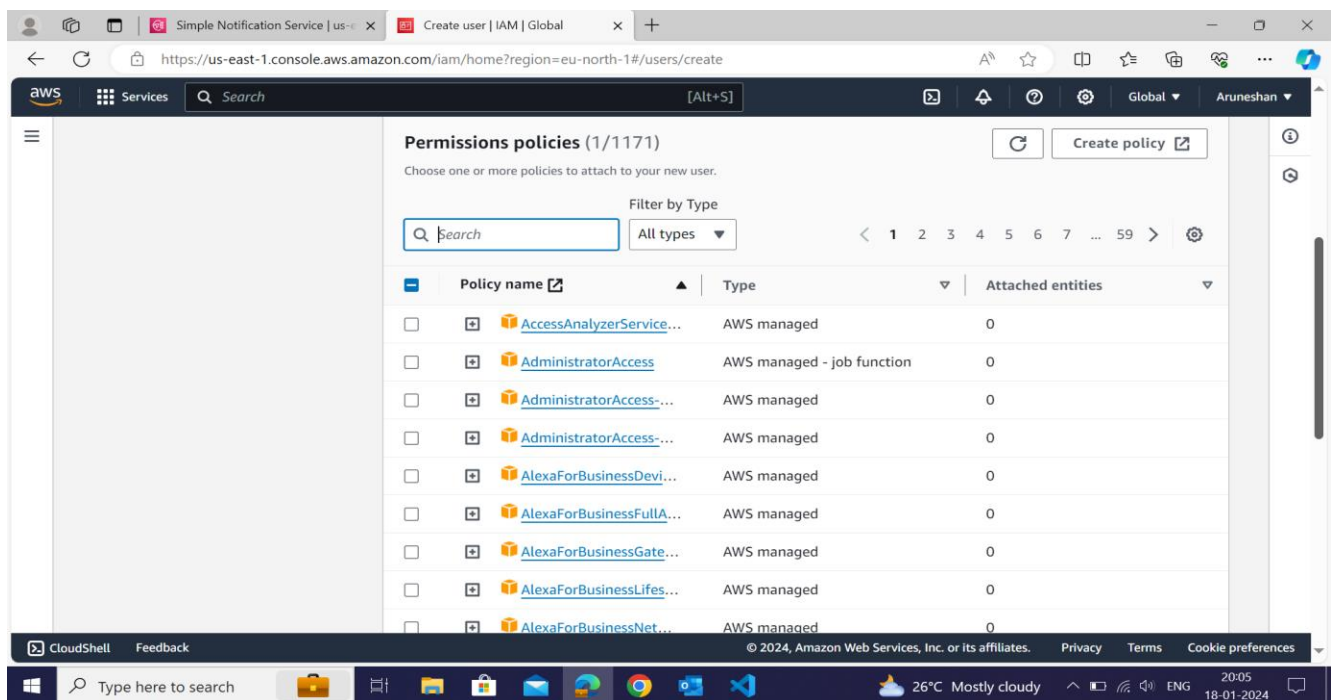 Simple Notification Service | us-e
Create user | IAM | Global
https://us-east-1.console.aws.amazon.com/iam/home?region=eu-north-1#/users/create
aws Services Search [Alt+S] Global Aruneshan
Permissions policies (1/1171)
Create policy
Choose one or more policies to attach to your new user.
Filter by Type
Search All types 1 2 3 4 5 6 7 ... 59
Policy name Type Attached entities
AccessAnalyzerService... AWS managed 0
AdministratorAccess AWS managed - job function 0
AdministratorAccess-... AWS managed 0
AdministratorAccess-... AWS managed 0
AlexaForBusinessDevi... AWS managed 0
AlexaForBusinessFullA... AWS managed 0
AlexaForBusinessGate... AWS managed 0
AlexaForBusinessLifes... AWS managed 0
AlexaForBusinessNet... AWS managed 0
CloudShell Feedback © 2024, Amazon Web Services, Inc. or its affiliates. Privacy Terms Cookie preferences
Type here to search 26°C Mostly cloudy ENG 20:05
18-01-2024